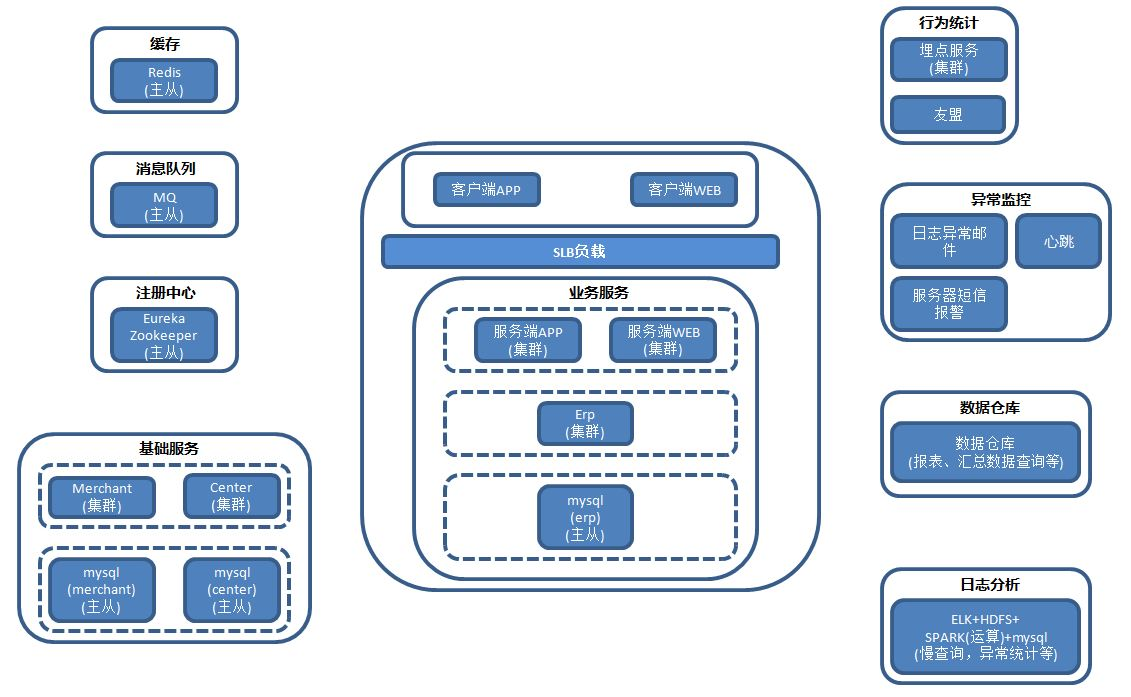 缓存
Redis
(主从)
消息队列
MQ
(主从)
注册中心
Eureka
Zookeeper
(主从)
基础服务
Merchant
(集群)
Center
(集群)
mysql
(merchant)
(主从)
mysql
(center)
(主从)
客户端APP
客户端WEB
SLB负载
业务服务
服务端APP
(集群)
服务端WEB
(集群)
Erp
(集群)
mysql
(erp)
(主从)
行为统计
埋点服务
(集群)
友盟
异常监控
日志异常邮
件
心跳
服务器短信
报警
数据仓库
数据仓库
(报表、汇总数据查询等)
日志分析
ELK+HDFS+
SPARK(运算)+mysql
(慢查询，异常统计等)